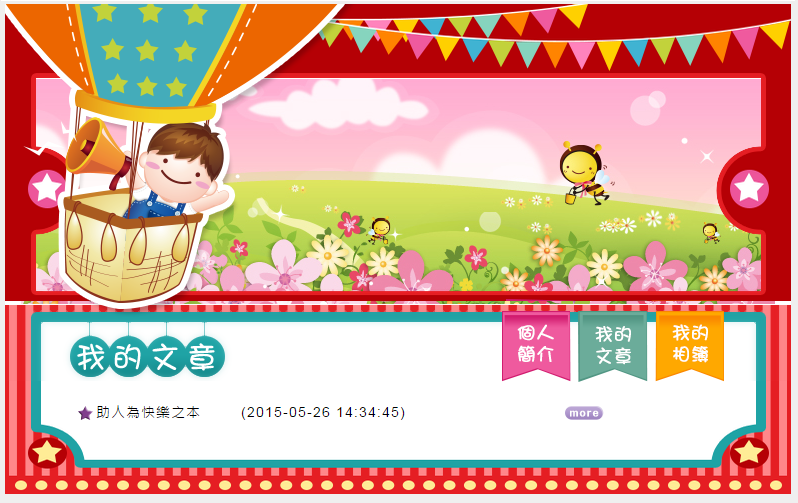 我的文章
個人
簡介
我的
文章
我的
相簿
助人為快樂之本 (2015-05-26 14:34:45) more